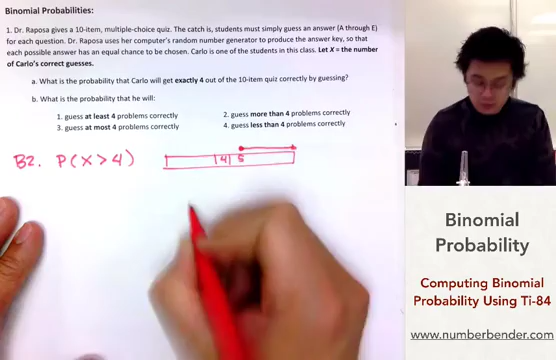 Binomial Probabilities:
1. Dr. Raposa gives a 10-item, multiple-choice quiz. The catch is, students must simply guess an answer (A through E)
for each question. Dr. Raposa uses her computer's random number generator to produce the answer key, so that
each possible answer has an equal chance to be chosen. Carlo is one of the students in this class. Let X = the number
of Carlo's correct guesses.
a. What is the probability that Carlo will get exactly 4 out of the 10-item quiz correctly by guessing?
b. What is the probability that he will:
1. guess at least 4 problems correctly
2. guess more than 4 problems correctly
3. guess at most 4 problems correctly
4. guess less than 4 problems correctly
B2. P(X>4)
4 5
Binomial
Probability
Computing Binomial
Probability Using Ti-84
www.numberbender.com